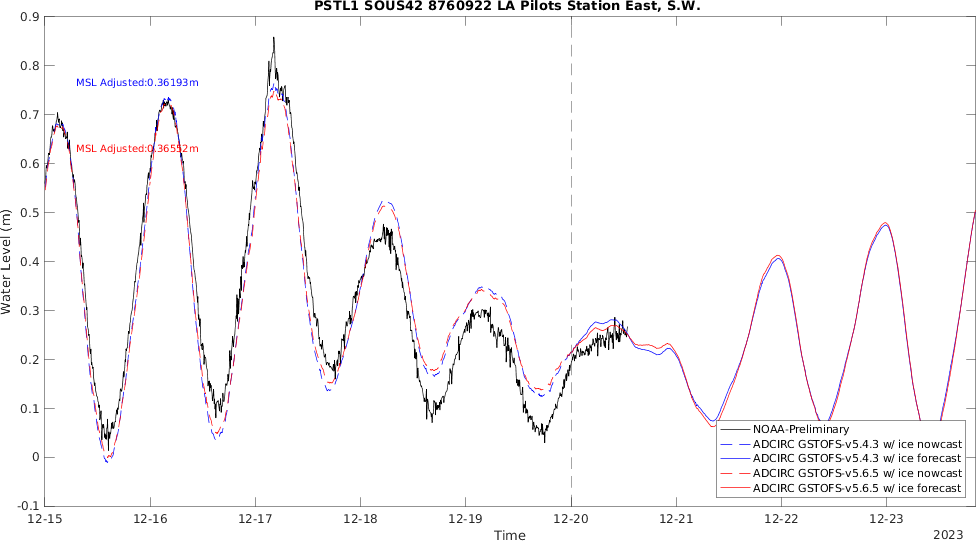 PSTL1 SOUS42 8760922 LA Pilots Station East, S.W.
0.9
0.8
0.7
0.6
0.5
0.4
0.3
0.2
0.1
0
-0.1
Water Level (m)
MSL Adjusted:0.36193m
MSL Adjusted:0.36552m
NOAA-Preliminary
ADCIRC GSTOFS-v5.4.3 w/ ice nowcast
ADCIRC GSTOFS-v5.4.3 w/ ice forecast
ADCIRC GSTOFS-v5.6.5 w/ ice nowcast
ADCIRC GSTOFS-v5.6.5 w/ ice forecast
12-15 12-16 12-17 12-18 12-19 12-20 12-21 12-22 12-23
Time
2023